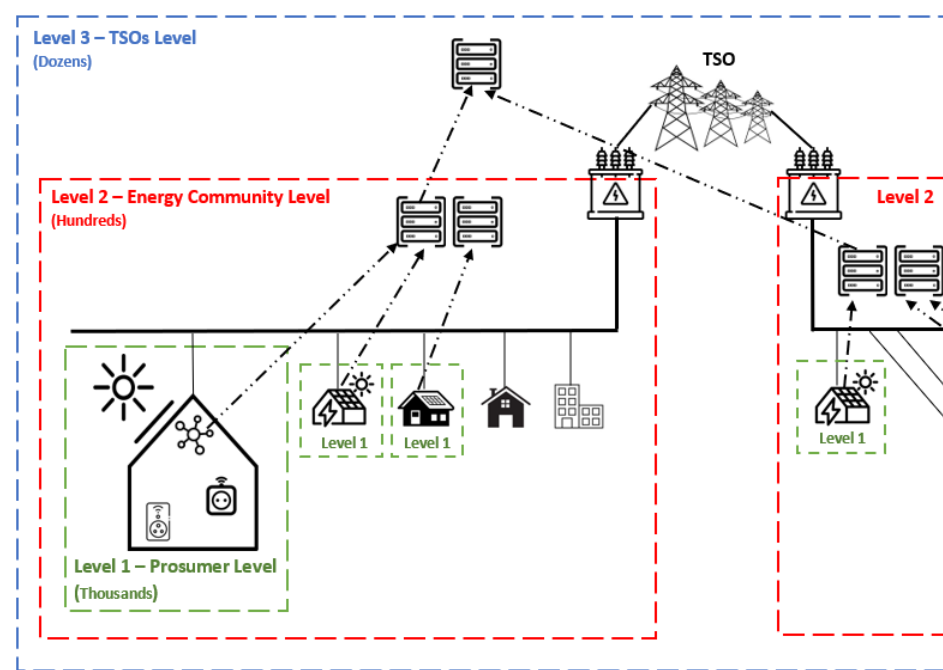 Level 3 – TSOs Level
(Dozens)
TSO
Level 2 – Energy Community Level
(Hundreds)
Level 2
Level 1
Level 1
Level 1
Level 1 – Prosumer Level
(Thousands)